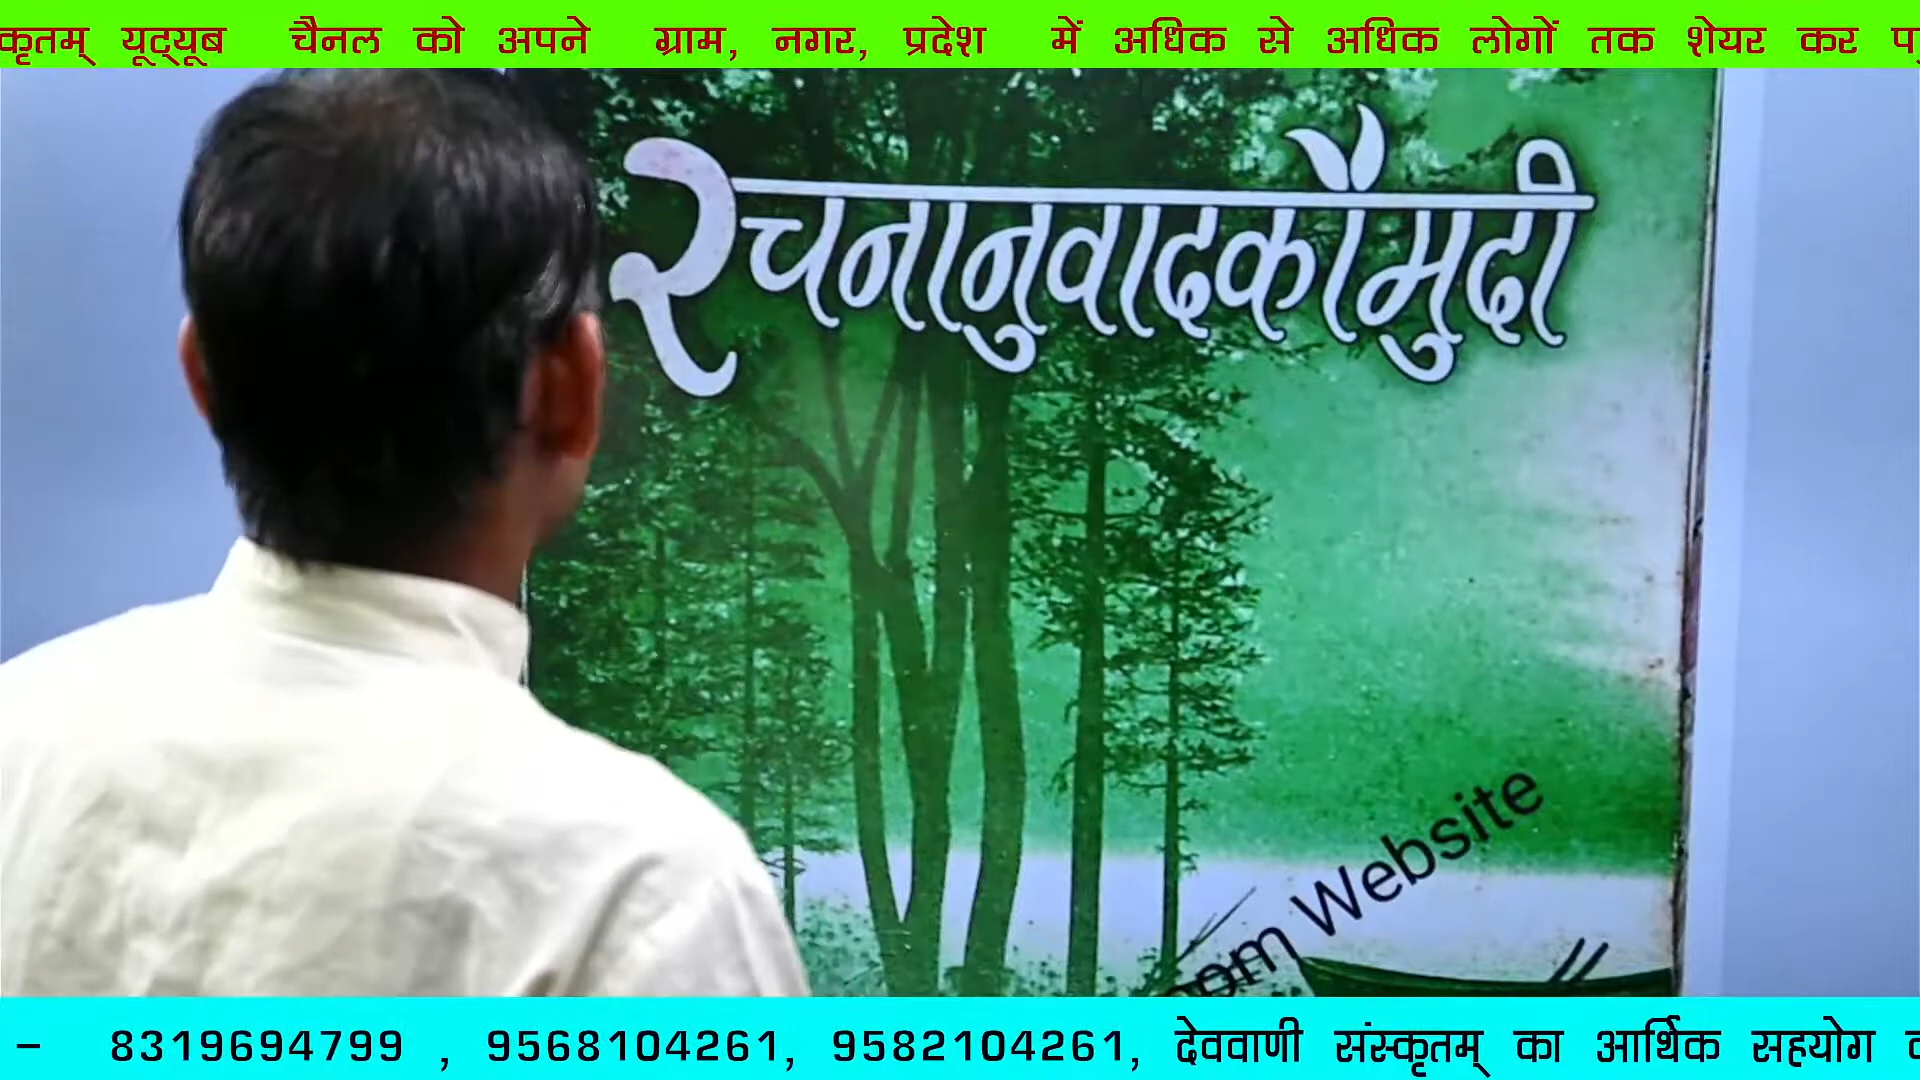 कृतम् यूट्यूब चैनल को अपने ग्राम, नगर, प्रदेश में अधिक से अधिक लोगों तक शेयर कर
रचनानुवादकौमुदी
Website
- 8319694799 , 9568104261, 9582104261, देववाणी संस्कृतम् का आर्थिक सहयोग